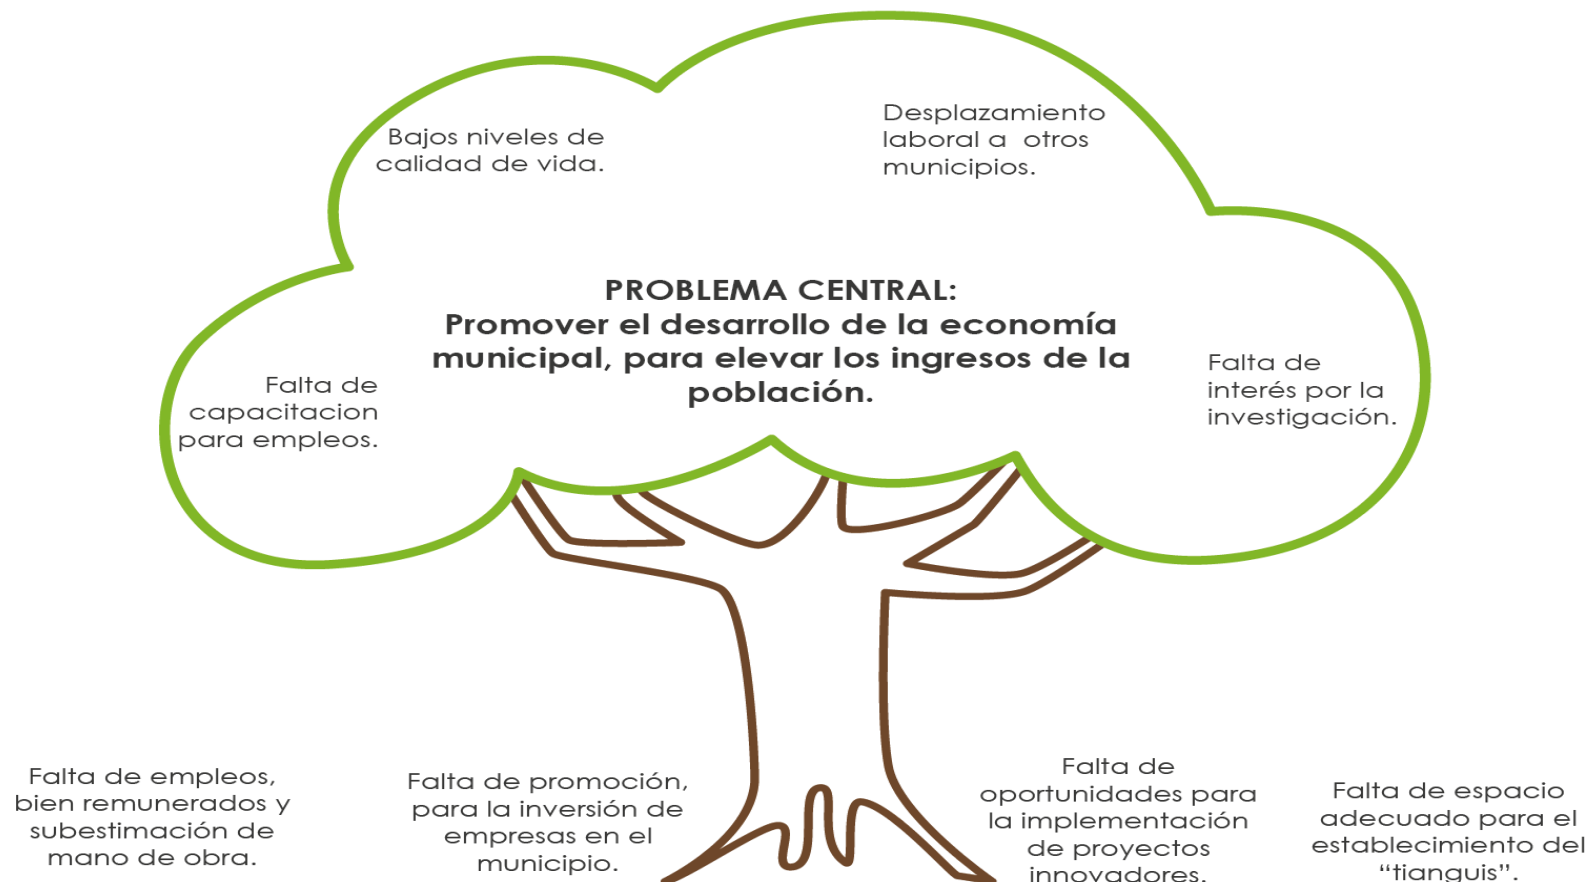 Bajos niveles de
calidad de vida.
Desplazamiento
laboral a otros
municipios.
PROBLEMA CENTRAL:
Promover el desarrollo de la economía
municipal, para elevar los ingresos de la
población.
Falta de
capacitacion
para empleos.
Falta de
interés por la
investigación.
Falta de empleos,
bien remunerados y
subestimación de
mano de obra.
Falta de promoción,
para la inversión de
empresas en el
municipio.
Falta de
oportunidades para
la implementación
de proyectos
innovadores.
Falta de espacio
adecuado para el
establecimiento del
“tianguis”.